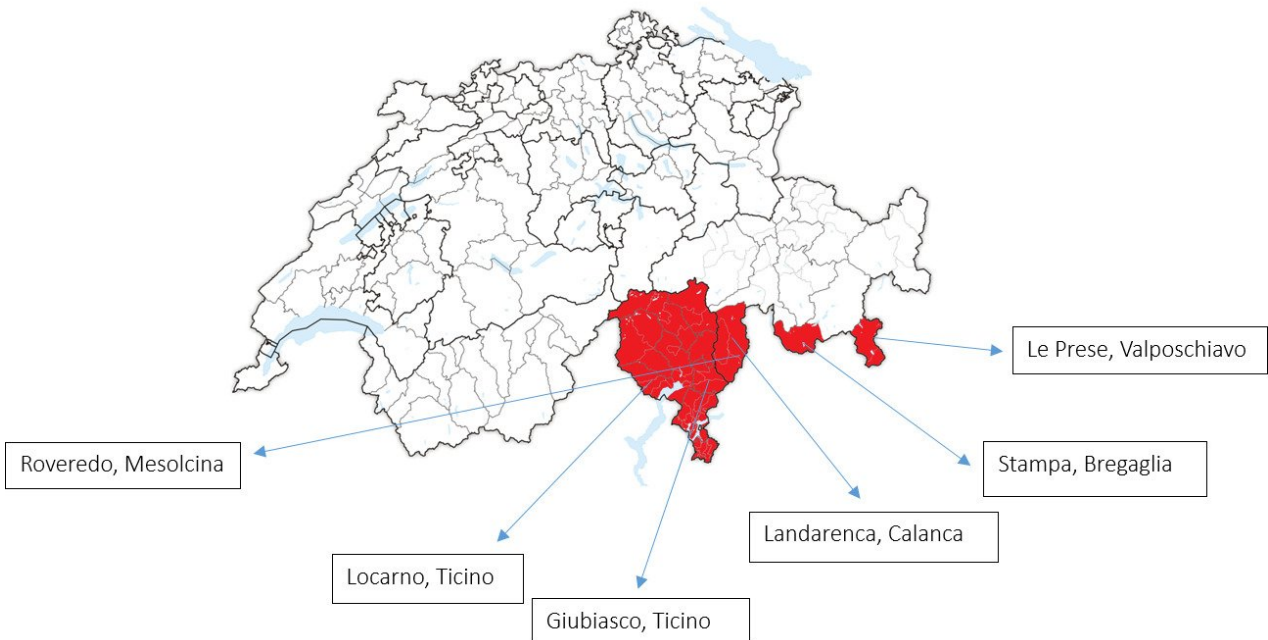 Le Prese, Valposchiavo
Roveredo, Mesolcina
Stampa, Bregaglia
Landarenca, Calanca
Locarno, Ticino
Giubiasco, Ticino